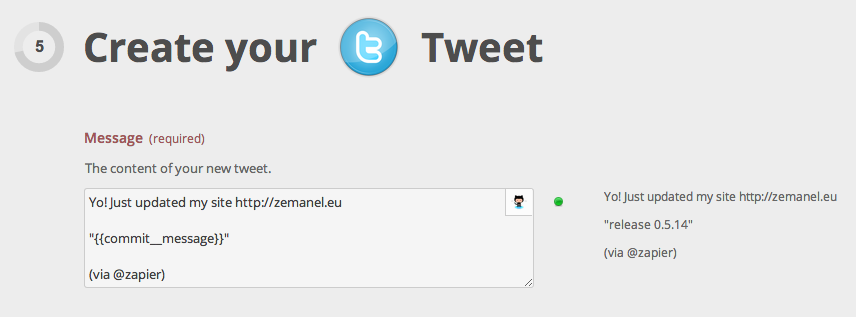 5 Create your Tweet
Message (required)
The content of your new tweet.
Yo! Just updated my site http://zemanel.eu
"{{commit__message}}"
(via @zapier)
Yo! Just updated my site http://zemanel.eu
"release 0.5.14"
(via @zapier)